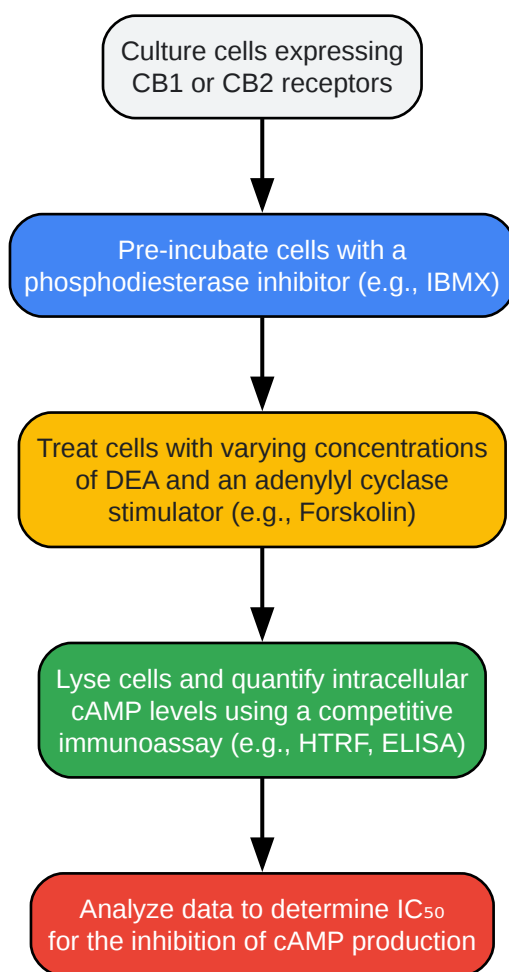 Culture cells expressing
CB1 or CB2 receptors
Pre-incubate cells with a
phosphodiesterase inhibitor (e.g., IBMX)
Treat cells with varying concentrations
of DEA and an adenylyl cyclase
stimulator (e.g., Forskolin)
Lyse cells and quantify intracellular
cAMP levels using a competitive
immunoassay (e.g., HTRF, ELISA)
Analyze data to determine IC₅₀
for the inhibition of cAMP production